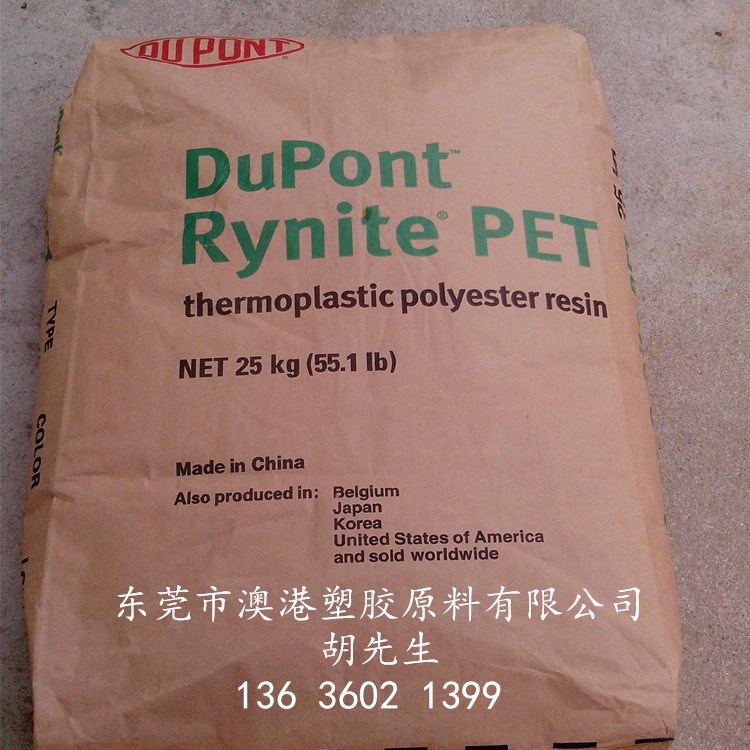 DU PONT®
DuPont™
Rynite® PET
thermoplastic polyester resin
NET 25 kg (55.1 lb)
Made in China
Also produced in: Belgium
Japan
Korea
United States of America
and sold worldwide
TYPE
COLOR
东莞市澳港塑胶原料有限公司
胡先生
136 3602 1399